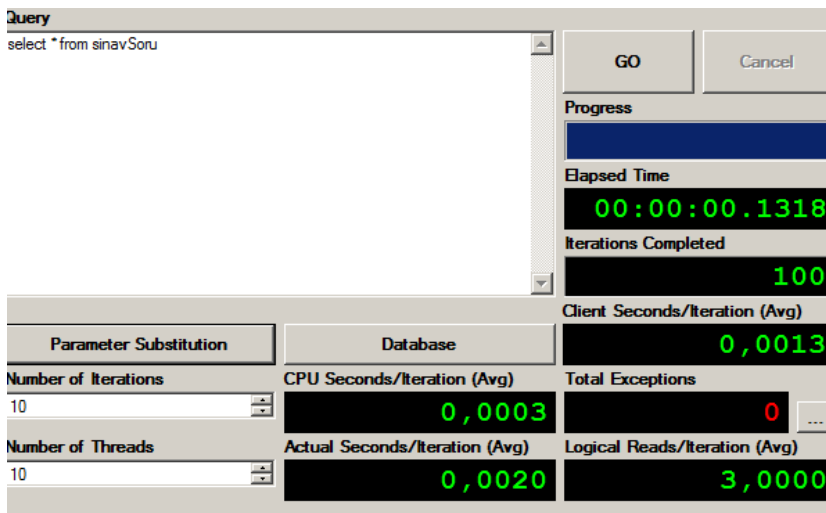 Query
select * from sinavSoru
GO
Cancel
Progress
Elapsed Time
00:00:00.1318
Iterations Completed
100
Client Seconds/Iteration (Avg)
0,0013
Parameter Substitution
Database
Number of Iterations
10
CPU Seconds/Iteration (Avg)
0,0003
Total Exceptions
0
...
Number of Threads
10
Actual Seconds/Iteration (Avg)
0,0020
Logical Reads/Iteration (Avg)
3,0000